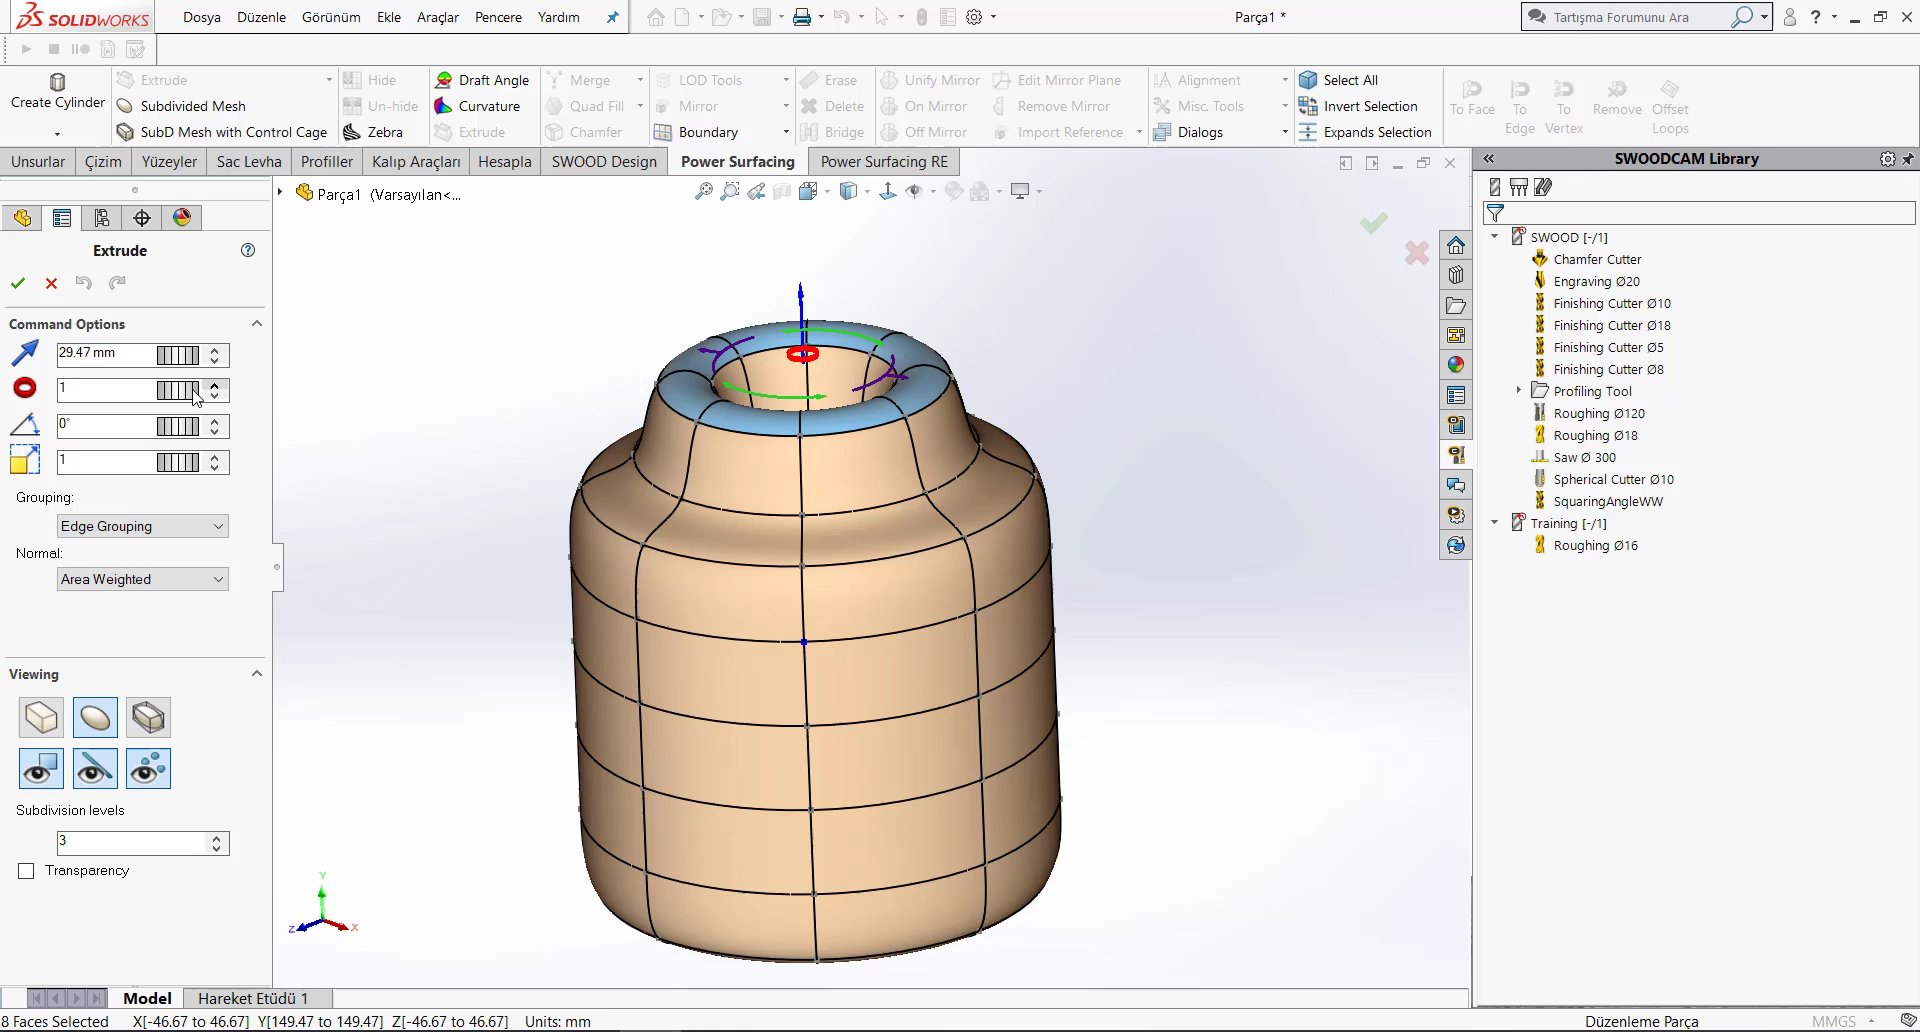 SOLIDWORKS Dosya Düzenle Görünüm Ekle Araçlar Pencere Yardım Parça1 * Tartışma Forumunu Ara ?
Create Cylinder
Extrude Hide Draft Angle Merge LOD Tools Erase Unify Mirror Edit Mirror Plane Alignment Select All
Subdivided Mesh Un-hide Curvature Quad Fill Mirror Delete On Mirror Remove Mirror Misc. Tools Invert Selection
SubD Mesh with Control Cage Zebra Extrude Chamfer Boundary Bridge Off Mirror Import Reference Dialogs Expands Selection
To Face To Edge To Vertex Remove Offset Loops
Unsurlar Çizim Yüzeyler Sac Levha Profiller Kalıp Araçları Hesapla SWOOD Design Power Surfacing Power Surfacing RE
Parça1 (Varsayılan<...
Extrude
Command Options
29.47 mm
1
0°
1
Grouping:
Edge Grouping
Normal:
Area Weighted
Viewing
Subdivision levels
3
Transparency
Y
Z
X
SWOODCAM Library
SWOOD [-/1]
Chamfer Cutter
Engraving Ø20
Finishing Cutter Ø10
Finishing Cutter Ø18
Finishing Cutter Ø5
Finishing Cutter Ø8
Profiling Tool
Roughing Ø120
Roughing Ø18
Saw Ø 300
Spherical Cutter Ø10
SquaringAngleWW
Training [-/1]
Roughing Ø16
Model Hareket Etüdü 1
8 Faces Selected X[-46.67 to 46.67] Y[149.47 to 149.47] Z[-46.67 to 46.67] Units: mm Düzenleme Parça MMGS